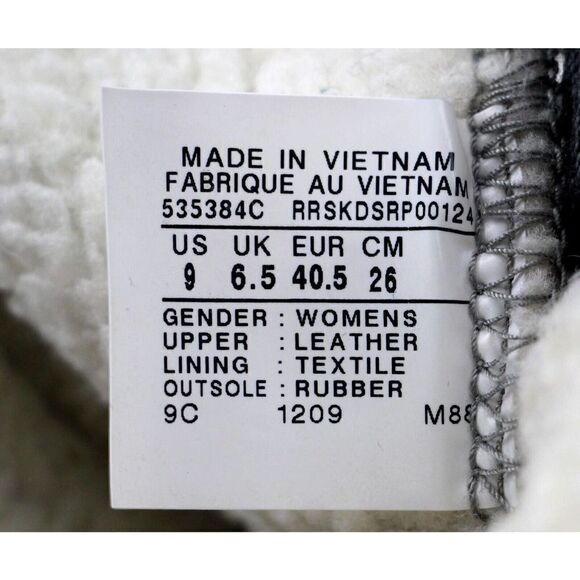 MADE IN VIETNAM
FABRIQUE AU VIETNAM
535384C RRSKDSRP00124
US UK EUR CM
9 6.5 40.5 26
GENDER : WOMENS
UPPER : LEATHER
LINING : TEXTILE
OUTSOLE : RUBBER
9C 1209 M88